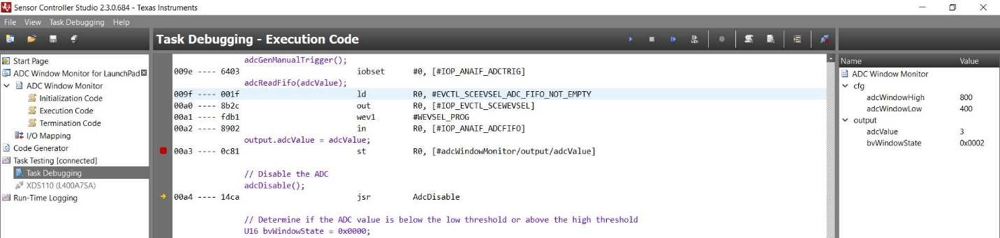 Sensor Controller Studio 2.3.0.684 - Texas Instruments
File View Task Debugging Help
Task Debugging - Execution Code
Start Page
ADC Window Monitor for LaunchPad
ADC Window Monitor
Initialization Code
Execution Code
Termination Code
I/O Mapping
Code Generator
Task Testing [connected]
Task Debugging
XDS110 (L400A7SA)
Run-Time Logging
adcGenManualTrigger();
009e ---- 6403 iobset #0, [#IOP_ANAIF_ADCTRIG]
adcReadFifo(adcValue);
009f ---- 001f ld R0, #EVCTL_SCEEVSEL_ADC_FIFO_NOT_EMPTY
00a0 ---- 8b2c out R0, [#IOP_EVCTL_SCEWEVSEL]
00a1 ---- fdb1 wev1 #WEVSEL_PROG
00a2 ---- 8902 in R0, [#IOP_ANAIF_ADCFIFO]
output.adcValue = adcValue;
00a3 ---- 0c81 st R0, [#adcWindowMonitor/output/adcValue]
// Disable the ADC
adcDisable();
00a4 ---- 14ca jsr AdcDisable
// Determine if the ADC value is below the low threshold or above the high threshold
U16 bvWindowState = 0x0000;
Name Value
ADC Window Monitor
cfg
adcWindowHigh 800
adcWindowLow 400
output
adcValue 3
bvWindowState 0x0002